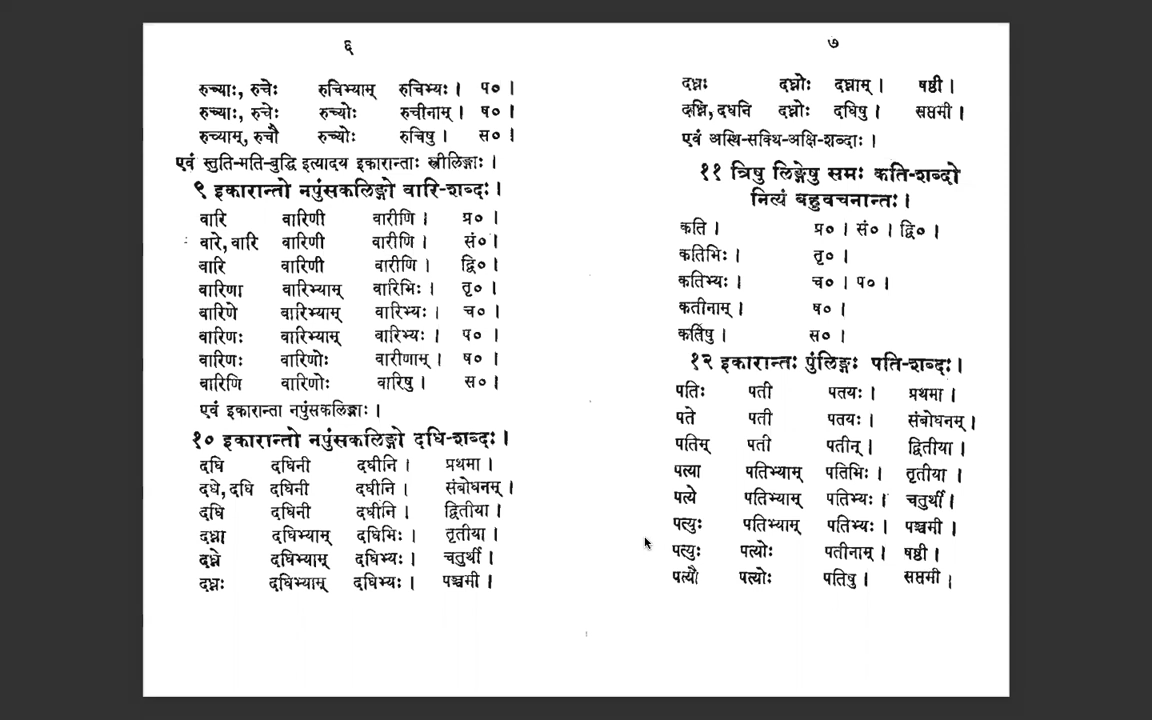 ६
रुच्याः, रुचेः रुचिभ्याम् रुचिभ्यः । प० ।
रुच्याः, रुचेः रुच्योः रुचीनाम् । ष० ।
रुच्याम्, रुचौ रुच्योः रुचिषु । स० ।
एवं स्तुति-मति-बुद्धि इत्यादय इकारान्ताः स्त्रीलिङ्गाः ।
९ इकारान्तो नपुंसकलिङ्गो वारि-शब्दः ।
वारि वारिणी वारीणि । प्र० ।
वारे, वारि वारिणी वारीणि । सं० ।
वारि वारिणी वारीणि । द्वि० ।
वारिणा वारिभ्याम् वारिभिः । तृ० ।
वारिणे वारिभ्याम् वारिभ्यः । च० ।
वारिणः वारिभ्याम् वारिभ्यः । प० ।
वारिणः वारिणोः वारीणाम् । ष० ।
वारिणि वारिणोः वारिषु । स० ।
एवं इकारान्ता नपुंसकलिङ्गाः ।
१० इकारान्तो नपुंसकलिङ्गो दधि-शब्दः ।
दधि दधिनी दधीनि । प्रथमा ।
दधे, दधि दधिनी दधीनि । संबोधनम् ।
दधि दधिनी दधीनि । द्वितीया ।
दध्ना दधिभ्याम् दधिभिः । तृतीया ।
दध्ने दधिभ्याम् दधिभ्यः । चतुर्थी ।
दध्नः दधिभ्याम् दधिभ्यः । पञ्चमी ।
७
दध्नः दध्नोः दध्नाम् । षष्ठी ।
दध्नि, दधनि दध्नोः दधिषु । सप्तमी ।
एवं अस्थि-सक्थि-अक्षि-शब्दाः ।
११ त्रिषु लिङ्गेषु समः कति-शब्दो
नित्यं बहुवचनान्तः ।
कति । प्र० । सं० । द्वि० ।
कतिभिः । तृ० ।
कतिभ्यः । च० । प० ।
कतीनाम् । ष० ।
कतिषु । स० ।
१२ इकारान्तः पुंलिङ्गः पति-शब्दः ।
पतिः पती पतयः । प्रथमा ।
पते पती पतयः । संबोधनम् ।
पतिम् पती पतीन् । द्वितीया ।
पत्या पतिभ्याम् पतिभिः । तृतीया ।
पत्ये पतिभ्याम् पतिभ्यः । चतुर्थी ।
पत्युः पतिभ्याम् पतिभ्यः । पञ्चमी ।
पत्युः पत्योः पतीनाम् । षष्ठी ।
पत्यौ पत्योः पतिषु । सप्तमी ।